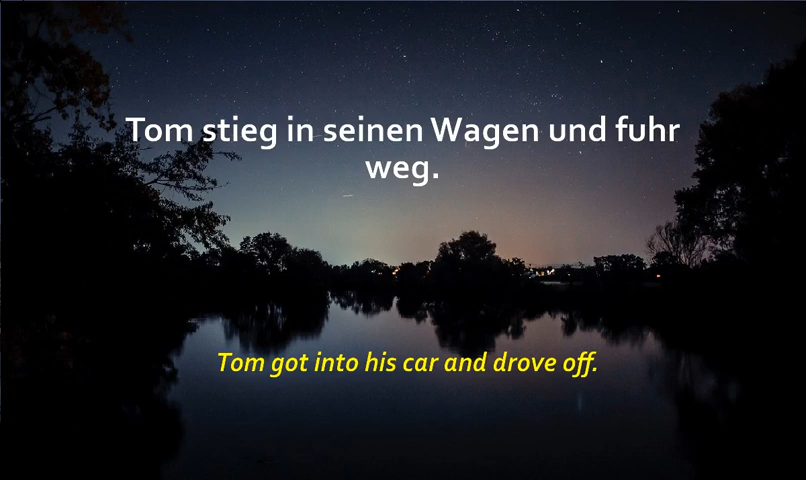 Tom stieg in seinen Wagen und fuhr
weg.
Tom got into his car and drove off.